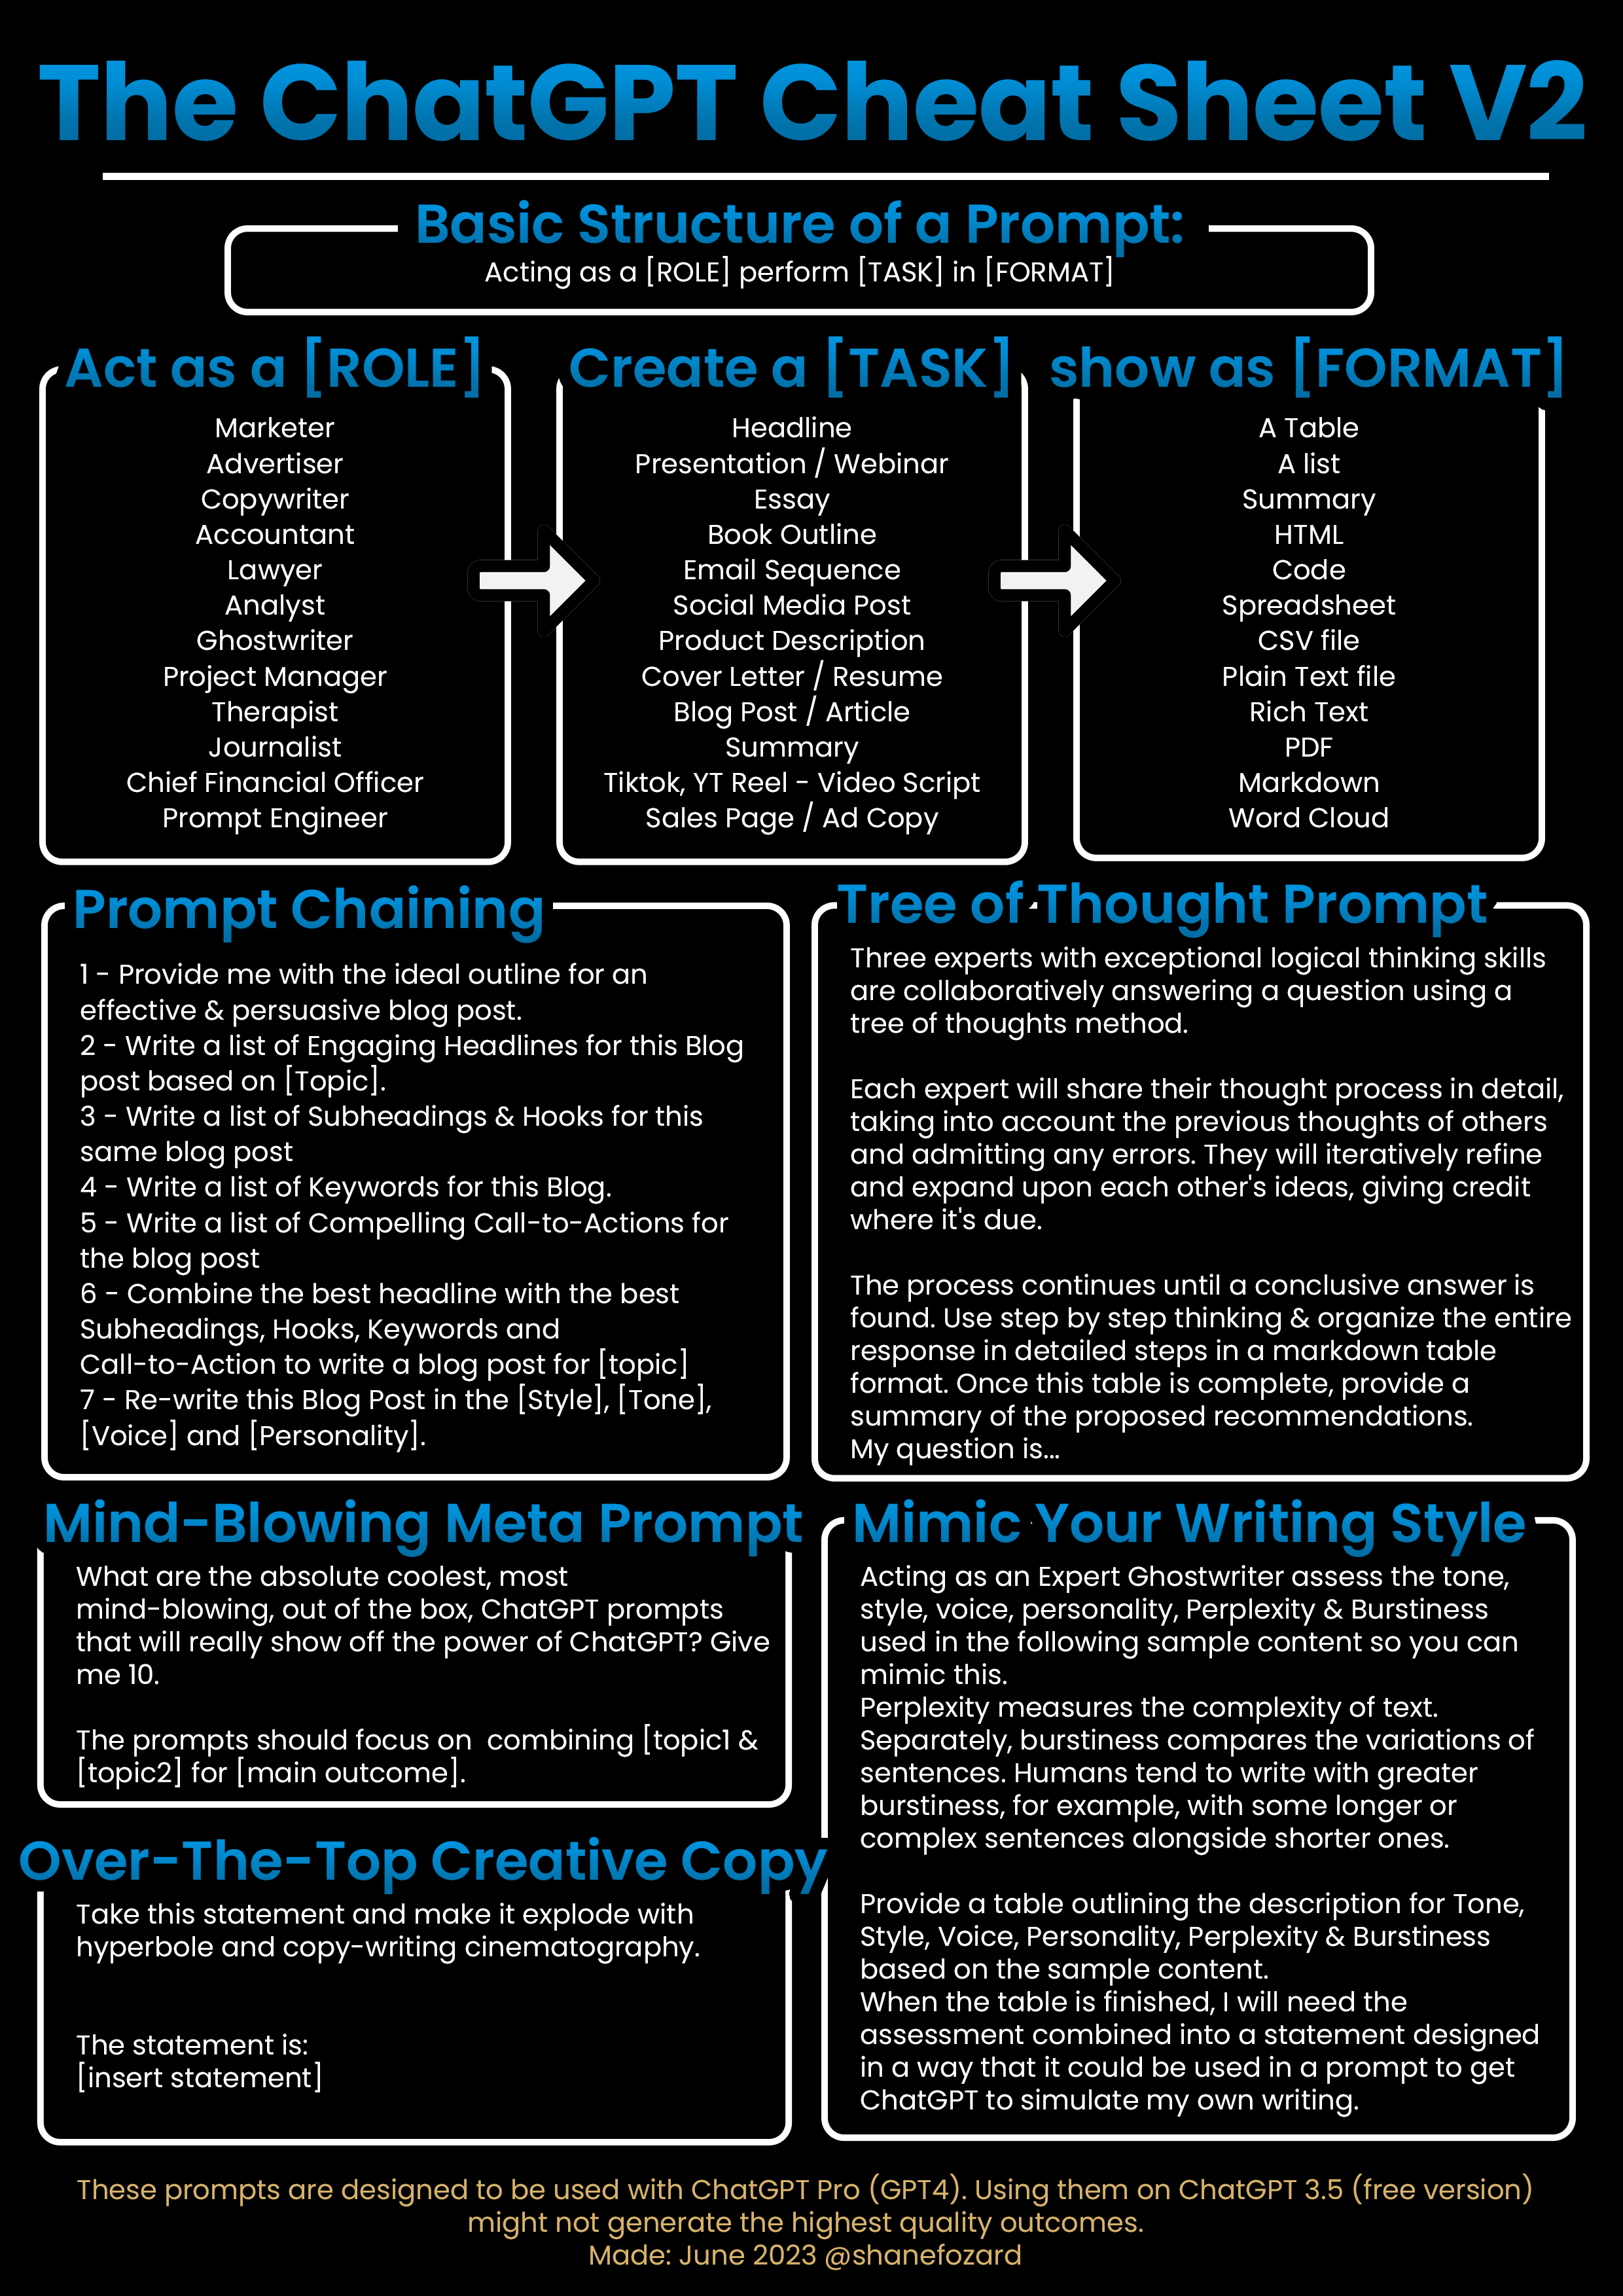 The ChatGPT Cheat Sheet V2
Basic Structure of a Prompt:
Acting as a [ROLE] perform [TASK] in [FORMAT]
Act as a [ROLE]
Marketer
Advertiser
Copywriter
Accountant
Lawyer
Analyst
Ghostwriter
Project Manager
Therapist
Journalist
Chief Financial Officer
Prompt Engineer
Create a [TASK]
Headline
Presentation / Webinar
Essay
Book Outline
Email Sequence
Social Media Post
Product Description
Cover Letter / Resume
Blog Post / Article
Summary
Tiktok, YT Reel - Video Script
Sales Page / Ad Copy
show as [FORMAT]
A Table
A list
Summary
HTML
Code
Spreadsheet
CSV file
Plain Text file
Rich Text
PDF
Markdown
Word Cloud
Prompt Chaining
1 - Provide me with the ideal outline for an
effective & persuasive blog post.
2 - Write a list of Engaging Headlines for this Blog
post based on [Topic].
3 - Write a list of Subheadings & Hooks for this
same blog post
4 - Write a list of Keywords for this Blog.
5 - Write a list of Compelling Call-to-Actions for
the blog post
6 - Combine the best headline with the best
Subheadings, Hooks, Keywords and
Call-to-Action to write a blog post for [topic]
7 - Re-write this Blog Post in the [Style], [Tone],
[Voice] and [Personality].
Tree of Thought Prompt
Three experts with exceptional logical thinking skills
are collaboratively answering a question using a
tree of thoughts method.
Each expert will share their thought process in detail,
taking into account the previous thoughts of others
and admitting any errors. They will iteratively refine
and expand upon each other's ideas, giving credit
where it's due.
The process continues until a conclusive answer is
found. Use step by step thinking & organize the entire
response in detailed steps in a markdown table
format. Once this table is complete, provide a
summary of the proposed recommendations.
My question is...
Mind-Blowing Meta Prompt
What are the absolute coolest, most
mind-blowing, out of the box, ChatGPT prompts
that will really show off the power of ChatGPT? Give
me 10.
The prompts should focus on  combining [topic1 &
[topic2] for [main outcome].
Over-The-Top Creative Copy
Take this statement and make it explode with
hyperbole and copy-writing cinematography.
The statement is:
[insert statement]
Mimic Your Writing Style
Acting as an Expert Ghostwriter assess the tone,
style, voice, personality, Perplexity & Burstiness
used in the following sample content so you can
mimic this.
Perplexity measures the complexity of text.
Separately, burstiness compares the variations of
sentences. Humans tend to write with greater
burstiness, for example, with some longer or
complex sentences alongside shorter ones.
Provide a table outlining the description for Tone,
Style, Voice, Personality, Perplexity & Burstiness
based on the sample content.
When the table is finished, I will need the
assessment combined into a statement designed
in a way that it could be used in a prompt to get
ChatGPT to simulate my own writing.
These prompts are designed to be used with ChatGPT Pro (GPT4). Using them on ChatGPT 3.5 (free version)
might not generate the highest quality outcomes.
Made: June 2023 @shanefozard